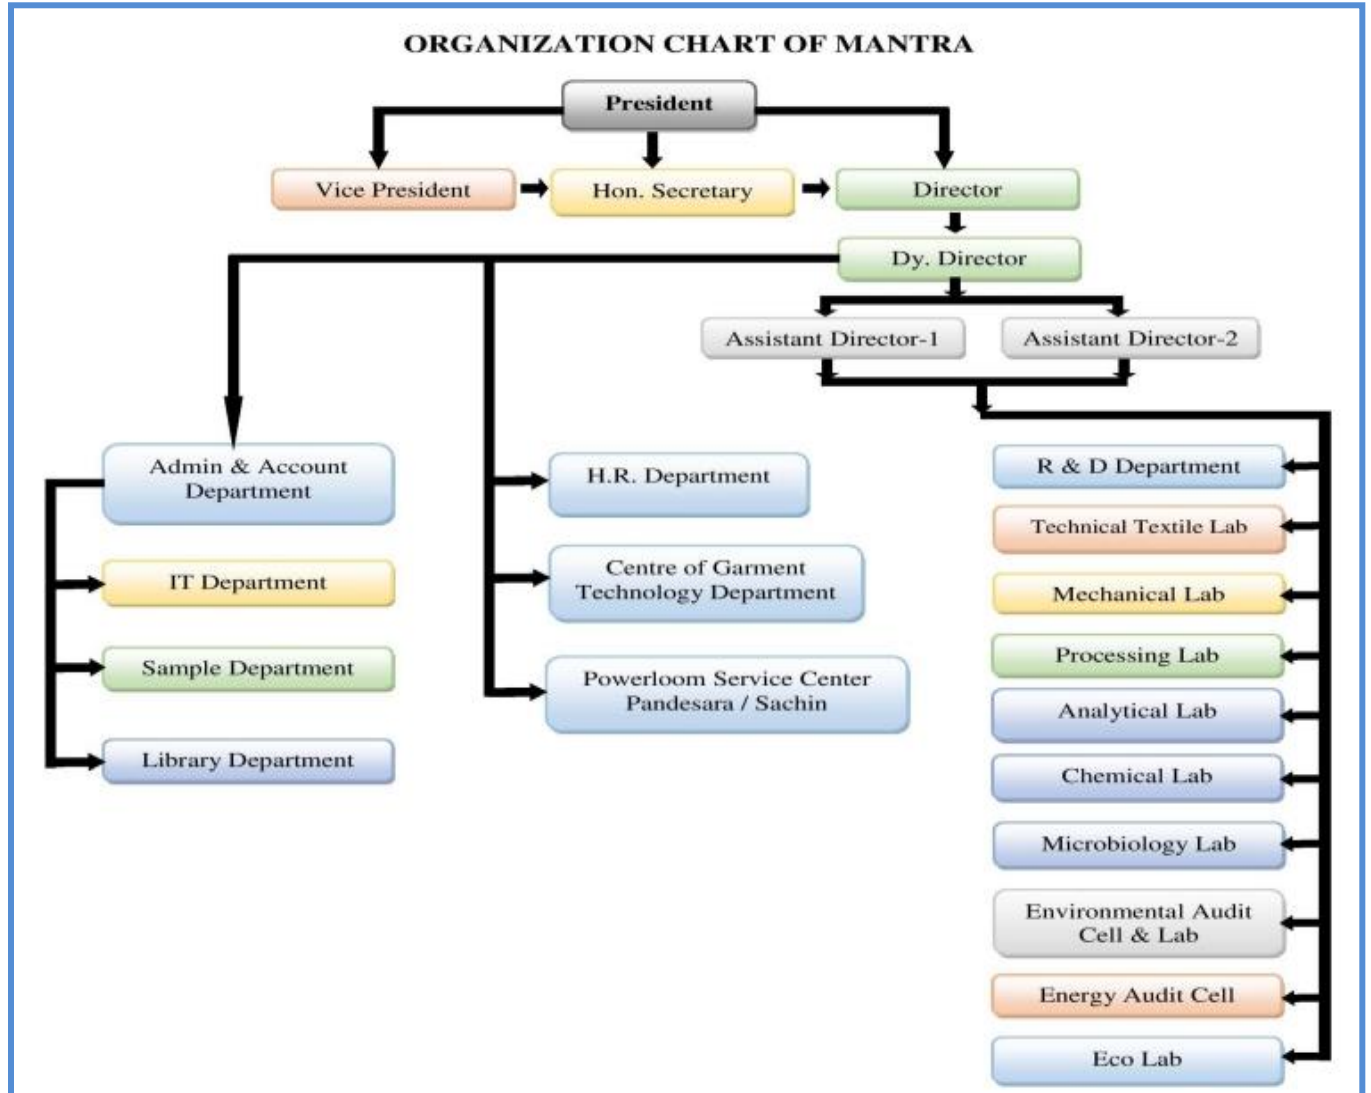 ORGANIZATION CHART OF MANTRA
President
Vice President
Hon. Secretary
Director
Dy. Director
Assistant Director-1
Assistant Director-2
Admin & Account
Department
IT Department
Sample Department
Library Department
H.R. Department
Centre of Garment
Technology Department
Powerloom Service Center
Pandesara / Sachin
R & D Department
Technical Textile Lab
Mechanical Lab
Processing Lab
Analytical Lab
Chemical Lab
Microbiology Lab
Environmental Audit
Cell & Lab
Energy Audit Cell
Eco Lab